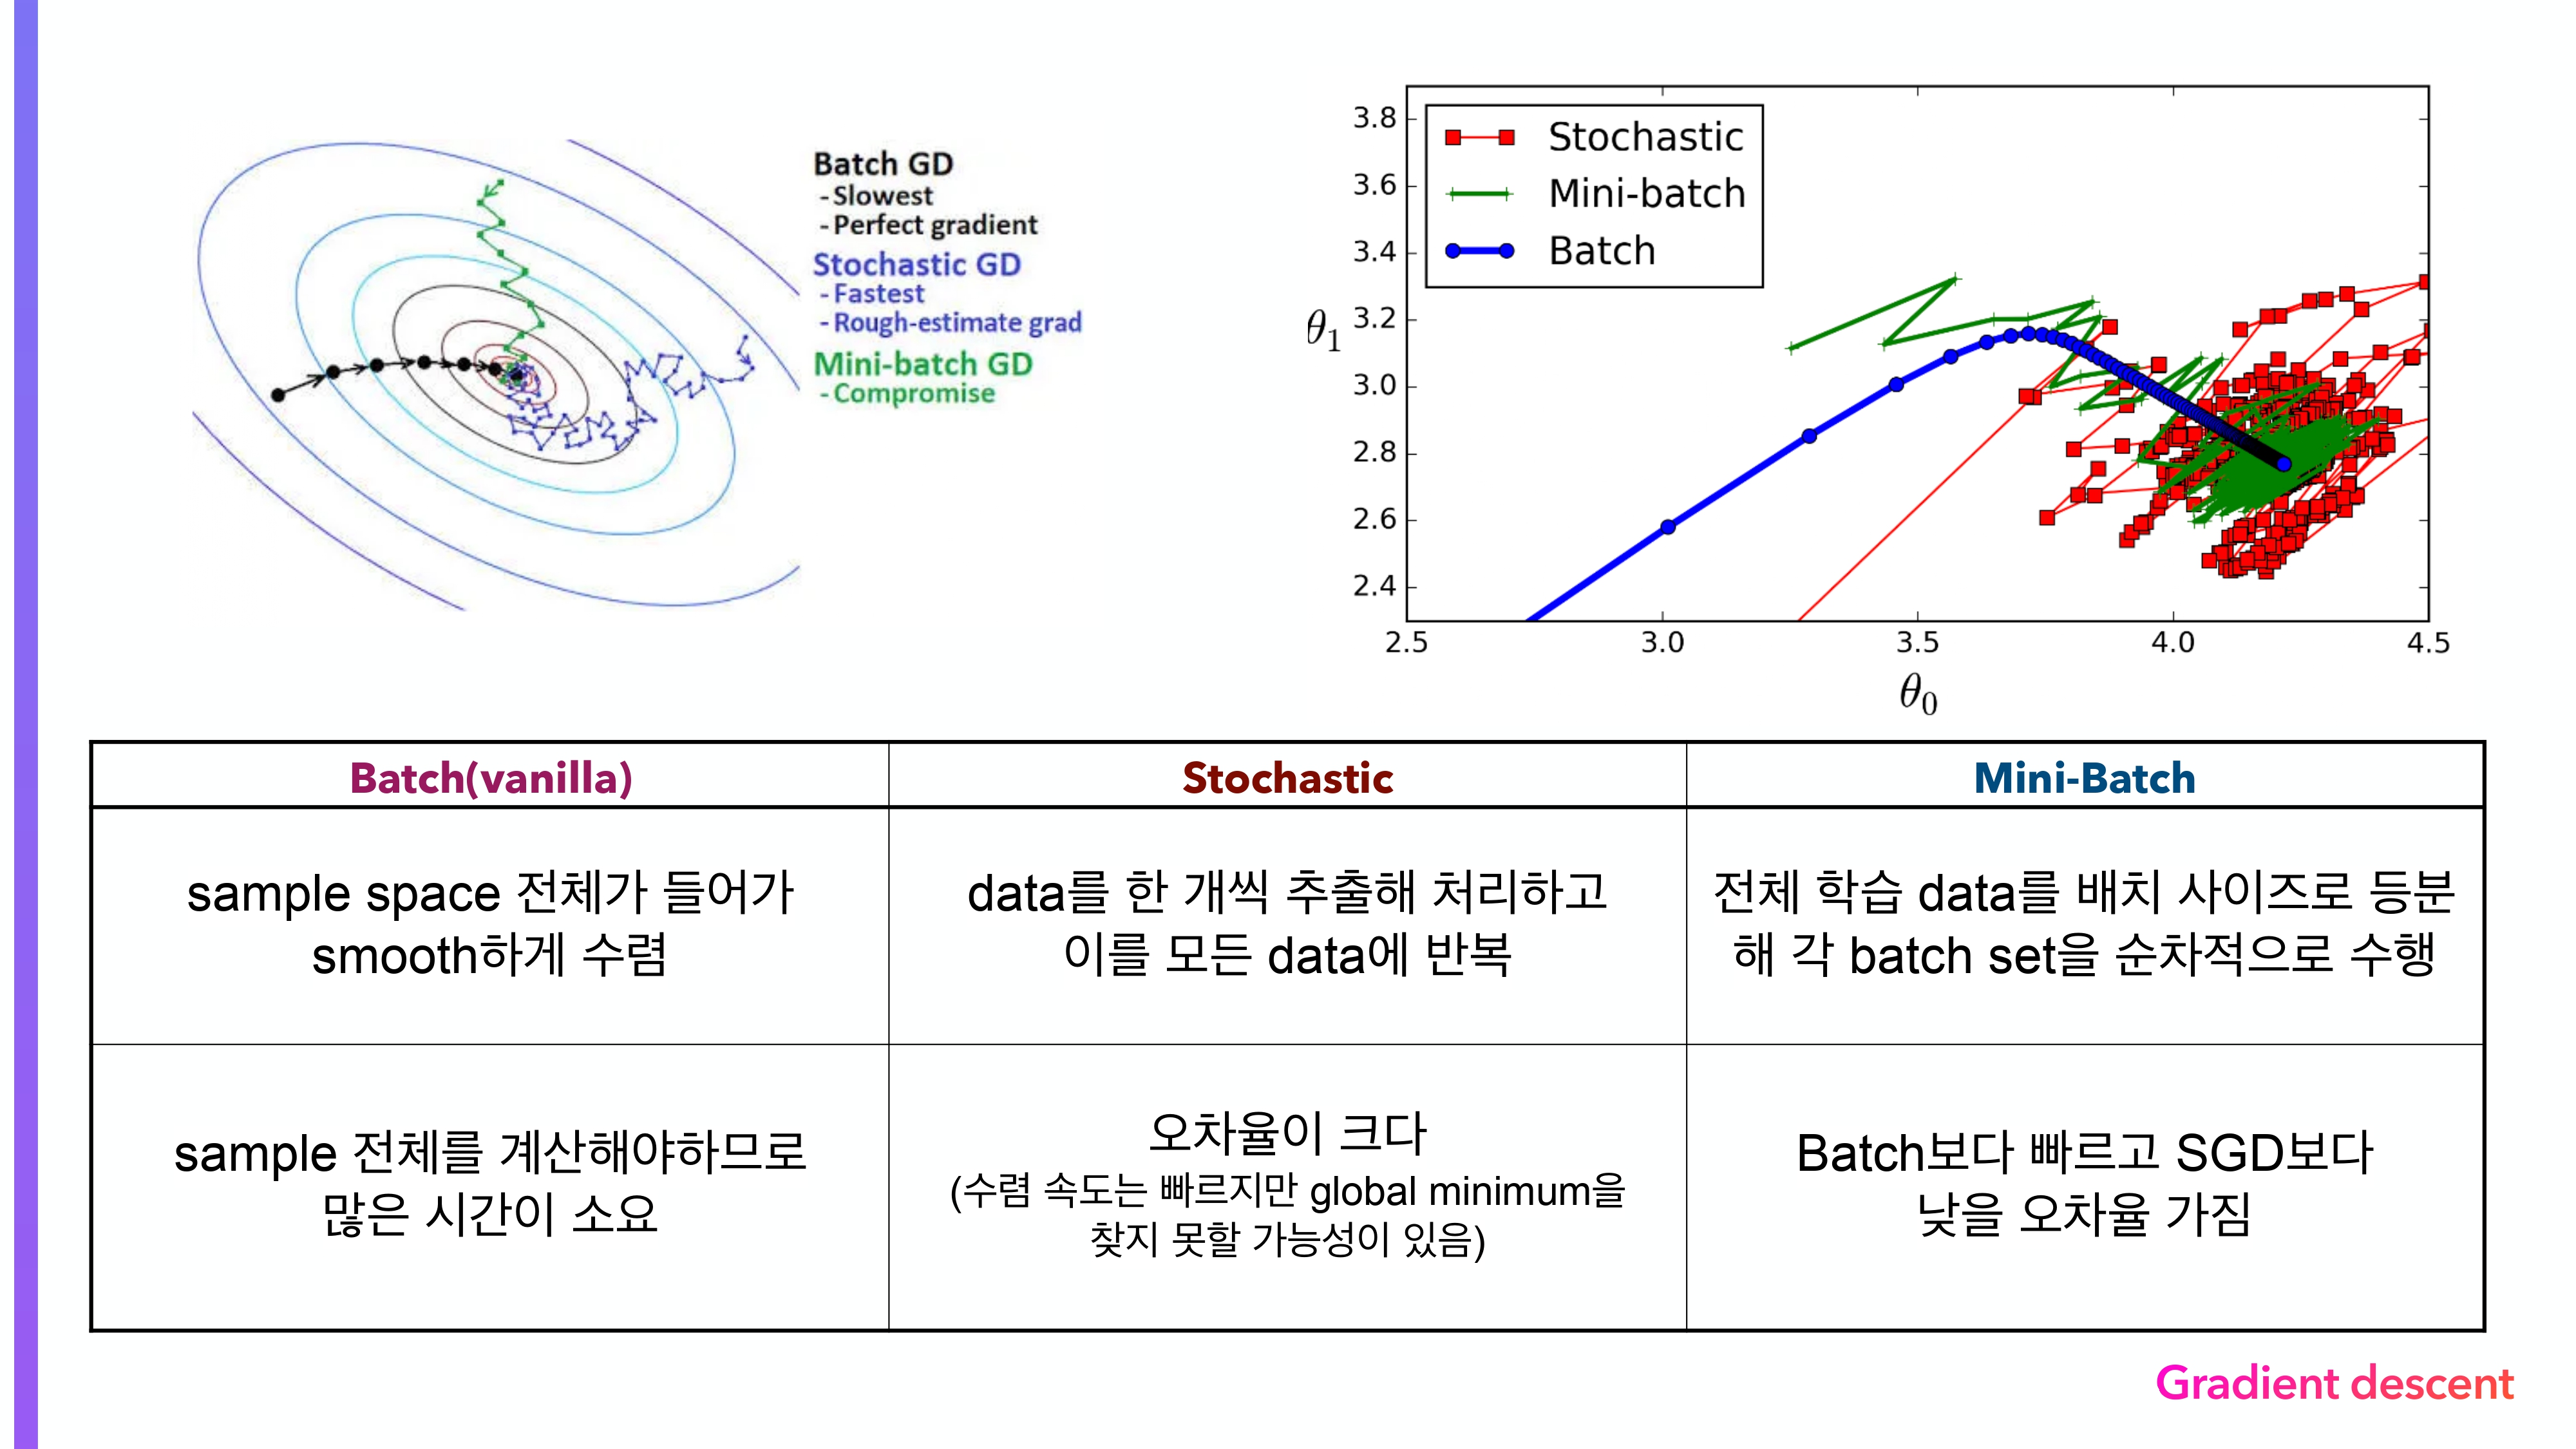 Batch GD
- Slowest
- Perfect gradient
Stochastic GD
- Fastest
- Rough-estimate grad
Mini-batch GD
- Compromise
Stochastic
Mini-batch
Batch
3.8
3.6
3.4
3.2
3.0
2.8
2.6
2.4
θ1
2.5 3.0 3.5 4.0 4.5
θ0
Batch(vanilla)
Stochastic
Mini-Batch
sample space 전체가 들어가
smooth하게 수렴
data를 한 개씩 추출해 처리하고
이를 모든 data에 반복
전체 학습 data를 배치 사이즈로 등분
해 각 batch set을 순차적으로 수행
sample 전체를 계산해야하므로
많은 시간이 소요
오차율이 크다
(수렴 속도는 빠르지만 global minimum을
찾지 못할 가능성이 있음)
Batch보다 빠르고 SGD보다
낮을 오차율 가짐
Gradient descent